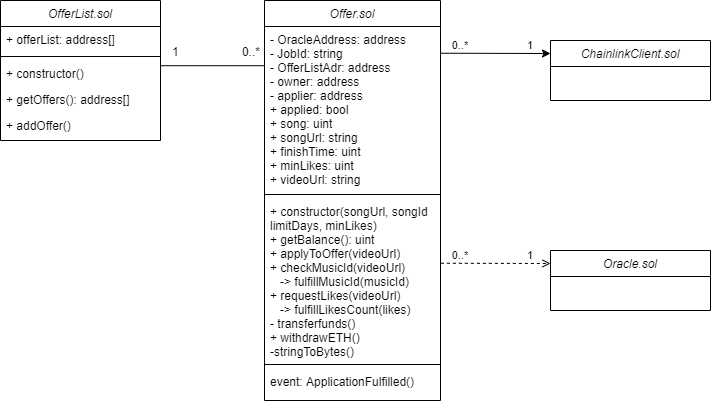 OfferList.sol
+ offerList: address[]
+ constructor()
+ getOffers(): address[]
+ addOffer()
1
0..*
Offer.sol
- OracleAddress: address
- JobId: string
- OfferListAdr: address
- owner: address
- applier: address
+ applied: bool
+ song: uint
+ songUrl: string
+ finishTime: uint
+ minLikes: uint
+ videoUrl: string
+ constructor(songUrl, songId
limitDays, minLikes)
+ getBalance(): uint
+ applyToOffer(videoUrl)
+ checkMusicId(videoUrl)
-> fulfillMusicId(musicId)
+ requestLikes(videoUrl)
-> fulfillLikesCount(likes)
- transferfunds()
+ withdrawETH()
-stringToBytes()
event: ApplicationFulfilled()
0..*
1
ChainlinkClient.sol
0..*
1
Oracle.sol